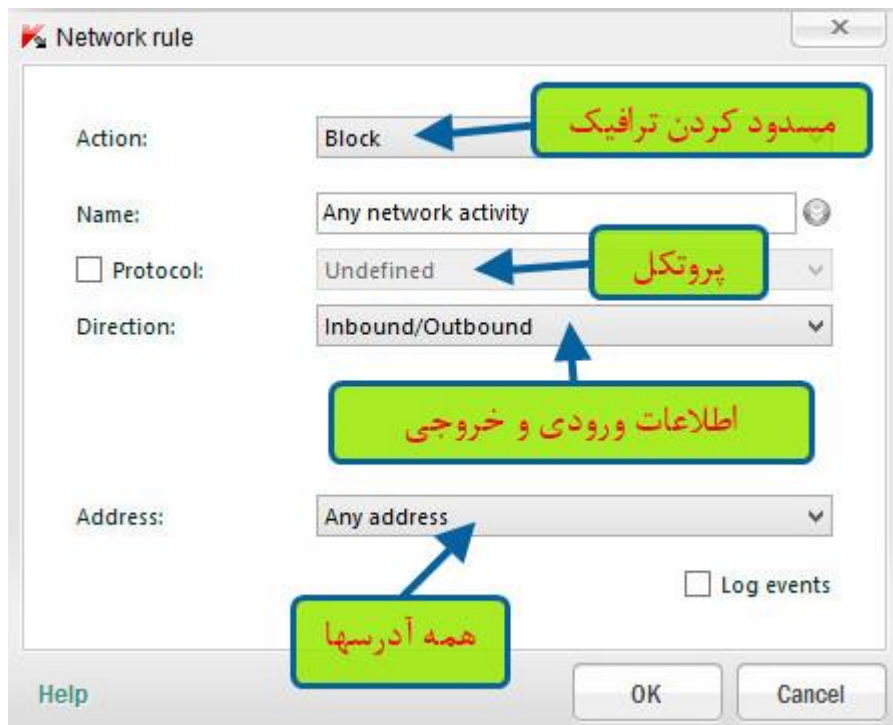 Network rule
Action:
Block
مسدود کردن ترافیک
Name:
Any network activity
Protocol:
Undefined
پروتکل
Direction:
Inbound/Outbound
اطلاعات ورودی و خروجی
Address:
Any address
Log events
همه آدرسها
Help
OK
Cancel